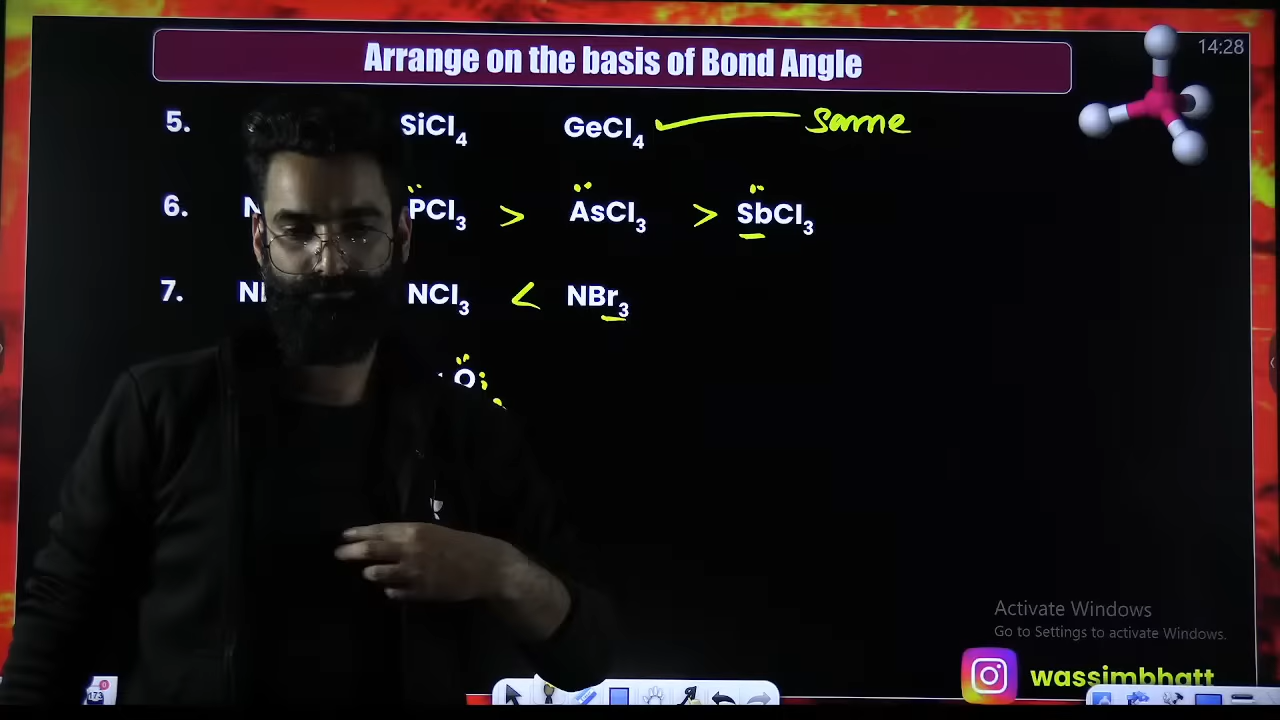 Arrange on the basis of Bond Angle
14:28
5. SiCl4 GeCl4 Same
6. N PCl3 > AsCl3 > SbCl3
7. N NCl3 < NBr3
O
Activate Windows
Go to Settings to activate Windows.
wassimbhatt
173